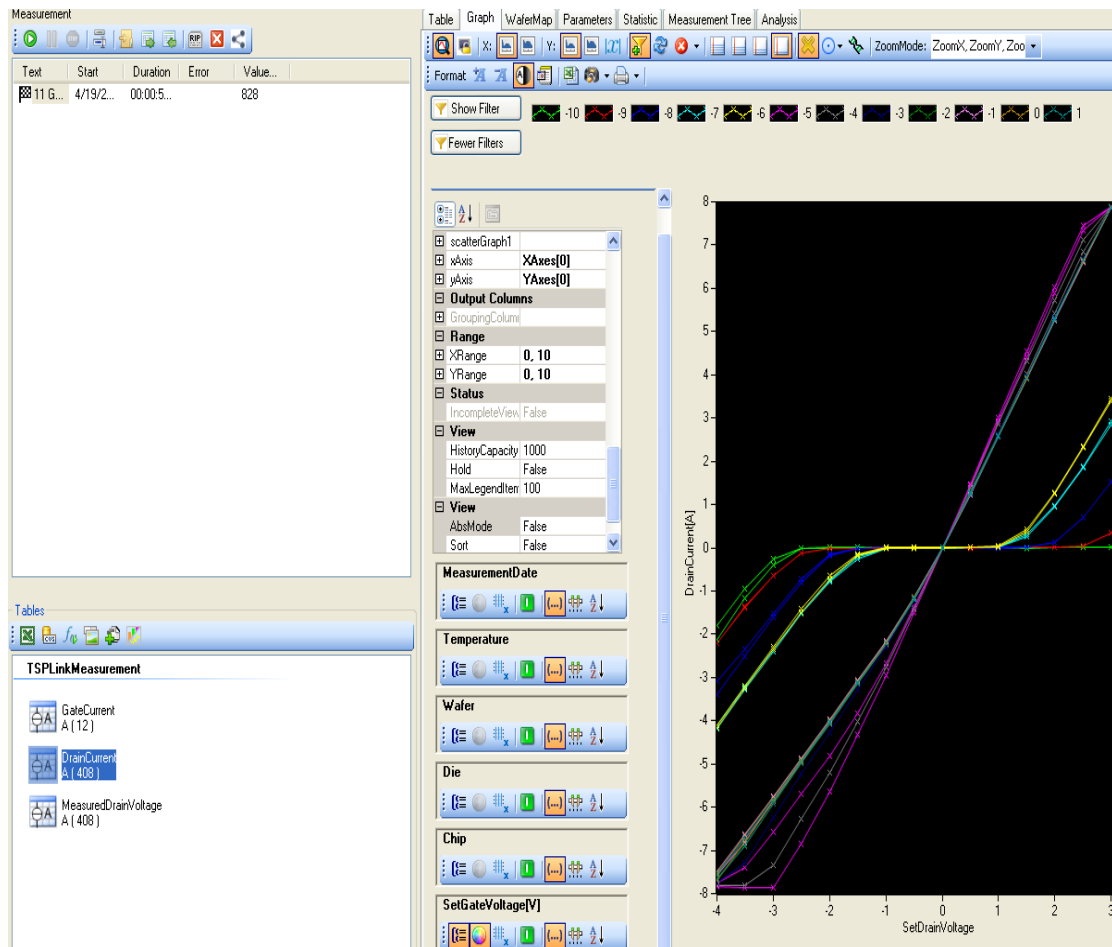 Measurement
RIP
Text Start Duration Error Value...
11 G... 4/19/2... 00:00:5... 828
Tables
CVS
TSPLinkMeasurement
GateCurrent
A ( 12 )
DrainCurrent
A ( 408 )
MeasuredDrainVoltage
A ( 408 )
Table Graph WaferMap Parameters Statistic Measurement Tree Analysis
X: Y: ZoomMode: ZoomX, ZoomY, Zoo
Format
Show Filter
-10 -9 -8 -7 -6 -5 -4 -3 -2 -1 0 1
Fewer Filters
scatterGraph1
xAxis XAxes[0]
yAxis YAxes[0]
Output Columns
GroupingColum
Range
XRange 0, 10
YRange 0, 10
Status
IncompleteView False
View
HistoryCapacity 1000
Hold False
MaxLegendItem 100
View
AbsMode False
Sort False
MeasurementDate
Temperature
Wafer
Die
Chip
SetGateVoltage[V]
DrainCurrent[A]
8
7
6
5
4
3
2
1
0
-1
-2
-3
-4
-5
-6
-7
-8
-4 -3 -2 -1 0 1 2 3
SetDrainVoltage